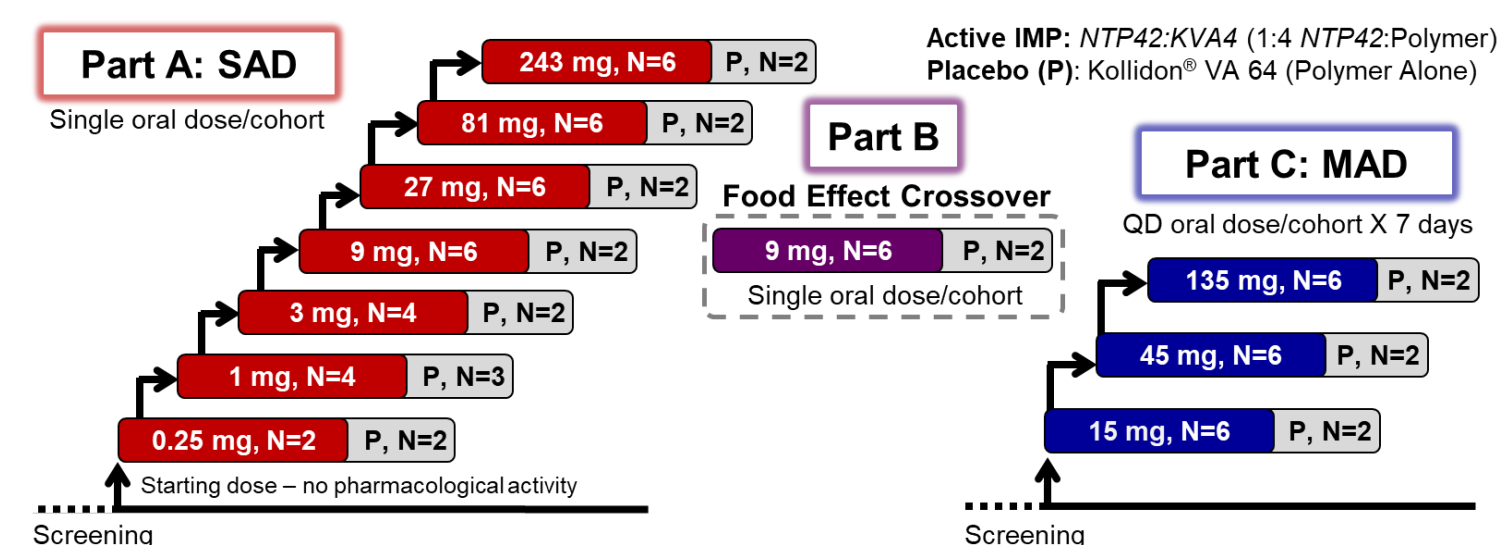 Part A: SAD
Single oral dose/cohort
243 mg, N=6 P, N=2
81 mg, N=6 P, N=2
27 mg, N=6 P, N=2
9 mg, N=6 P, N=2
3 mg, N=4 P, N=2
1 mg, N=4 P, N=3
0.25 mg, N=2 P, N=2
Starting dose – no pharmacological activity
Screening
Active IMP: NTP42:KVA4 (1:4 NTP42:Polymer)
Placebo (P): Kollidon® VA 64 (Polymer Alone)
Part B
Food Effect Crossover
9 mg, N=6 P, N=2
Single oral dose/cohort
Part C: MAD
QD oral dose/cohort X 7 days
135 mg, N=6 P, N=2
45 mg, N=6 P, N=2
15 mg, N=6 P, N=2
Screening